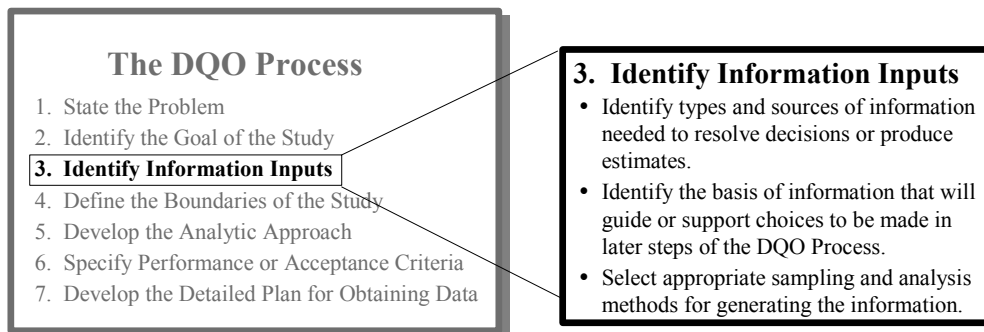 The DQO Process
1. State the Problem
2. Identify the Goal of the Study
3. Identify Information Inputs
4. Define the Boundaries of the Study
5. Develop the Analytic Approach
6. Specify Performance or Acceptance Criteria
7. Develop the Detailed Plan for Obtaining Data
3. Identify Information Inputs
• Identify types and sources of information
needed to resolve decisions or produce
estimates.
• Identify the basis of information that will
guide or support choices to be made in
later steps of the DQO Process.
• Select appropriate sampling and analysis
methods for generating the information.